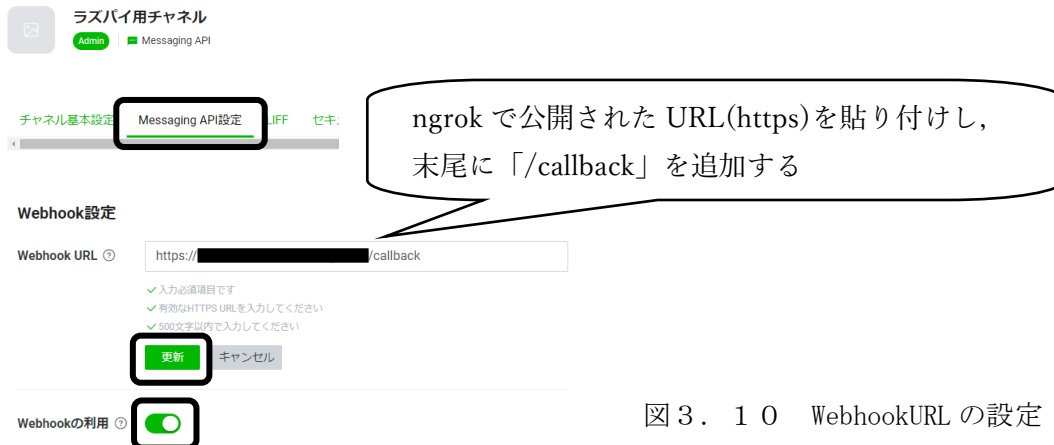 ラズパイ用チャネル
Admin Messaging API
チャネル基本設定 Messaging API設定 LIFF セキ
ngrok で公開された URL(https)を貼り付けし,
末尾に「/callback」を追加する
Webhook設定
Webhook URL ? https:// /callback
入力必須項目です
有効なHTTPS URLを入力してください
500文字以内で入力してください
更新 キャンセル
Webhookの利用 ?
図3.10 WebhookURL の設定